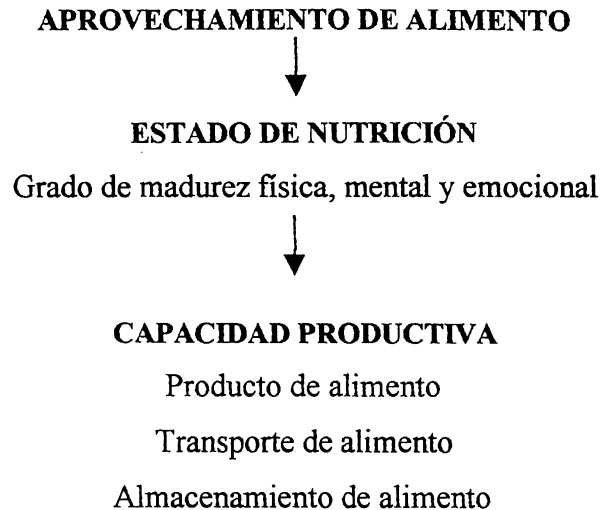 APROVECHAMIENTO DE ALIMENTO
ESTADO DE NUTRICIÓN
Grado de madurez física, mental y emocional
CAPACIDAD PRODUCTIVA
Producto de alimento
Transporte de alimento
Almacenamiento de alimento